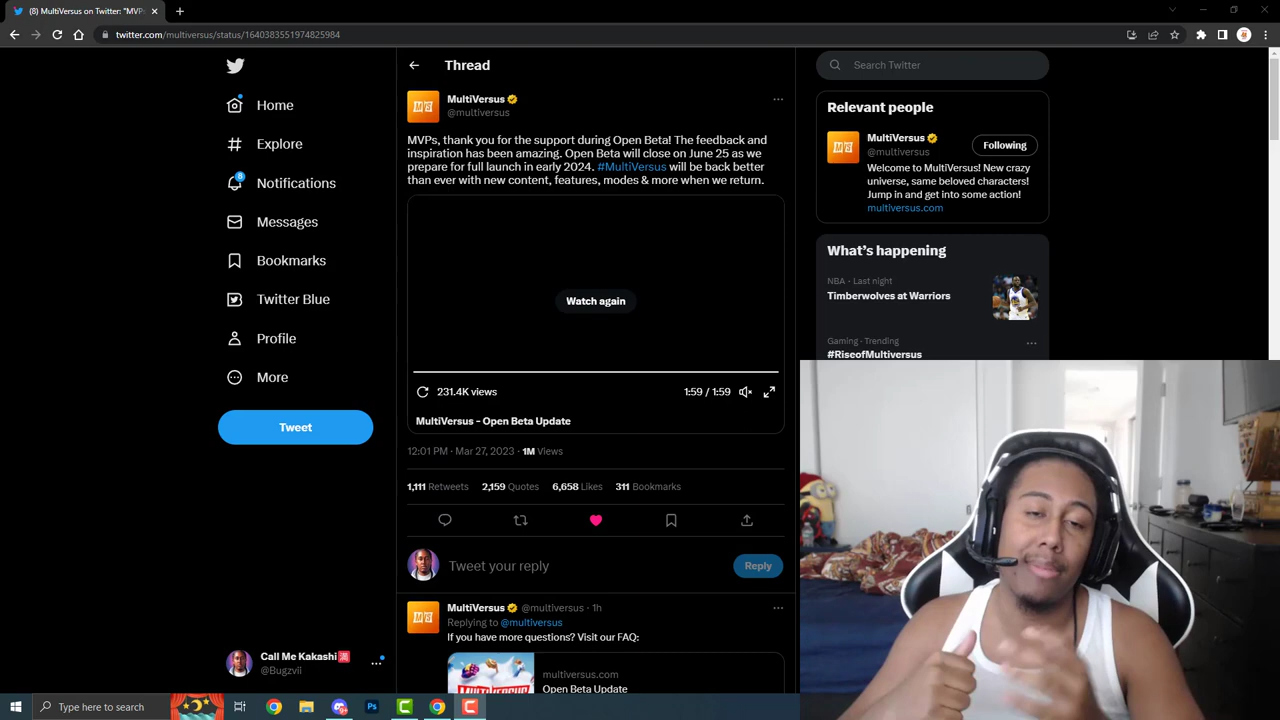 (8) MultiVersus on Twitter: "MVP
twitter.com/multiversus/status/1640383551974825984
Home
Explore
8
Notifications
Messages
Bookmarks
Twitter Blue
Profile
More
Tweet
Call Me Kakashi
@Bugzvii
Thread
MultiVersus
@multiversus
MVPs, thank you for the support during Open Beta! The feedback and
inspiration has been amazing. Open Beta will close on June 25 as we
prepare for full launch in early 2024. #MultiVersus will be back better
than ever with new content, features, modes & more when we return.
Watch again
231.4K views
1:59 / 1:59
MultiVersus - Open Beta Update
12:01 PM · Mar 27, 2023 · 1M Views
1,111 Retweets 2,159 Quotes 6,658 Likes 311 Bookmarks
Tweet your reply
Reply
MultiVersus @multiversus · 1h
Replying to @multiversus
If you have more questions? Visit our FAQ:
MULTIVERSUS
multiversus.com
Open Beta Update
Search Twitter
Relevant people
MultiVersus
@multiversus
Following
Welcome to MultiVersus! New crazy
universe, same beloved characters!
Jump in and get into some action!
multiversus.com
What's happening
NBA · Last night
Timberwolves at Warriors
Gaming · Trending
#RiseofMultiversus
Type here to search
Ps